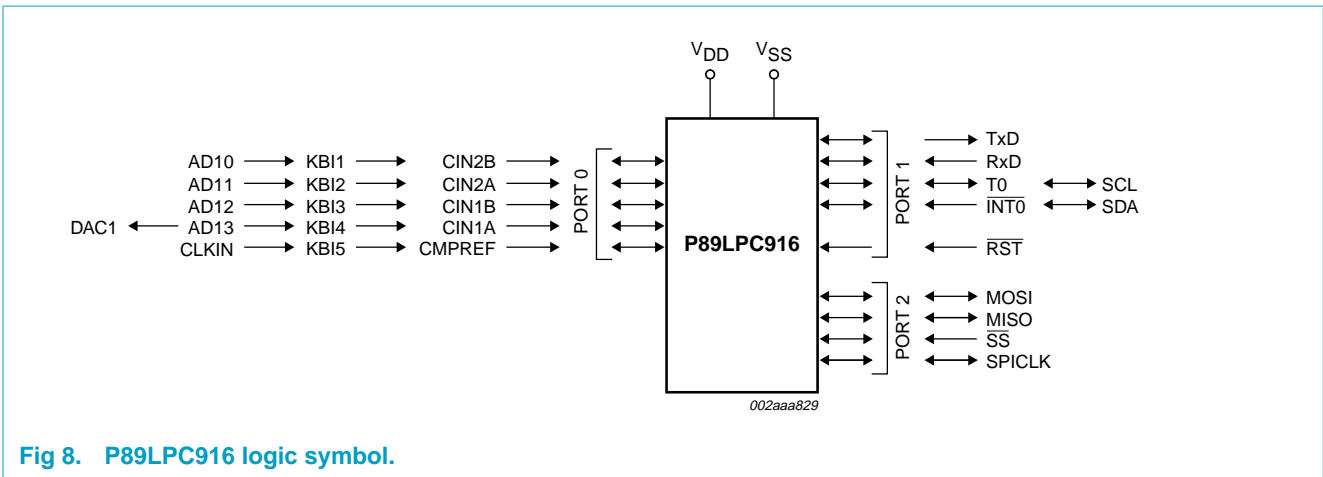 VDD VSS
TxD
AD10 KBI1 CIN2B RxD
AD11 KBI2 CIN2A PORT 0 PORT 1 T0 SCL
AD12 KBI3 CIN1B INT0 SDA
DAC1 AD13 KBI4 CIN1A P89LPC916
CLKIN KBI5 CMPREF RST
MOSI
PORT 2 MISO
SS
SPICLK
002aaa829
Fig 8. P89LPC916 logic symbol.